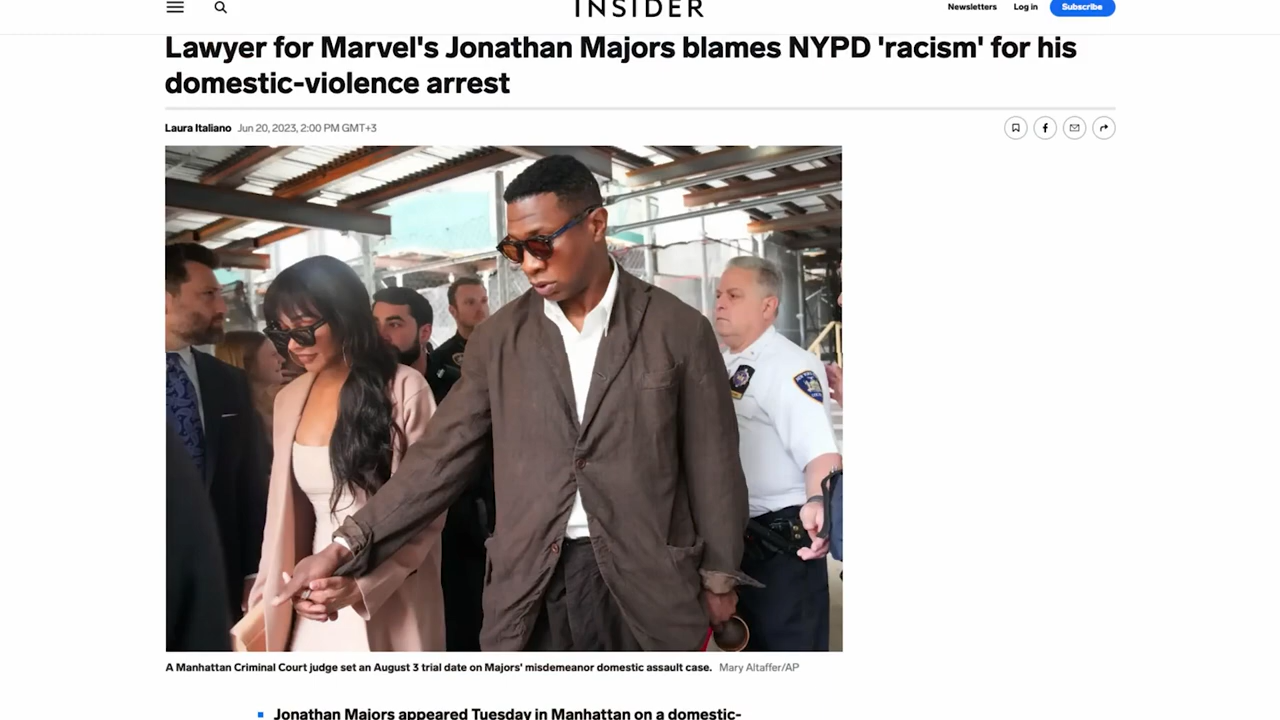 INSIDER
Newsletters Log in Subscribe
Lawyer for Marvel's Jonathan Majors blames NYPD 'racism' for his
domestic-violence arrest
Laura Italiano Jun 20, 2023, 2:00 PM GMT+3
A Manhattan Criminal Court judge set an August 3 trial date on Majors' misdemeanor domestic assault case. Mary Altaffer/AP
Jonathan Majors appeared Tuesday in Manhattan on a domestic-